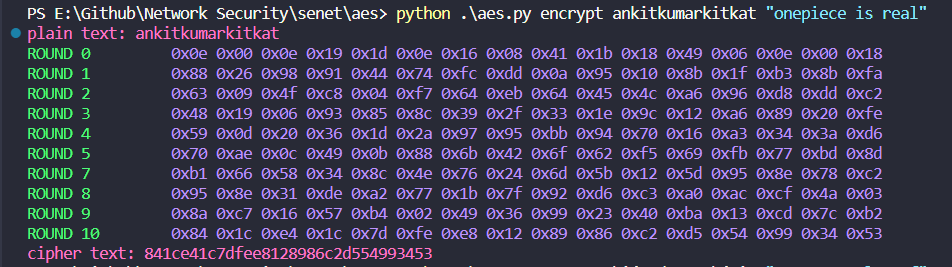 PS E:\Github\Network Security\senet\aes> python .\aes.py encrypt ankitkumarkitkat "onepiece is real"
plain text: ankitkumarkitkat
ROUND 0 0x0e 0x00 0x0e 0x19 0x1d 0x0e 0x16 0x08 0x41 0x1b 0x18 0x49 0x06 0x0e 0x00 0x18
ROUND 1 0x88 0x26 0x98 0x91 0x44 0x74 0xfc 0xdd 0x0a 0x95 0x10 0x8b 0x1f 0xb3 0x8b 0xfa
ROUND 2 0x63 0x09 0x4f 0xc8 0x04 0xf7 0x64 0xeb 0x64 0x45 0x4c 0xa6 0x96 0xd8 0xdd 0xc2
ROUND 3 0x48 0x19 0x06 0x93 0x85 0x8c 0x39 0x2f 0x33 0x1e 0x9c 0x12 0xa6 0x89 0x20 0xfe
ROUND 4 0x59 0x0d 0x20 0x36 0x1d 0x2a 0x97 0x95 0xbb 0x94 0x70 0x16 0xa3 0x34 0x3a 0xd6
ROUND 5 0x70 0xae 0x0c 0x49 0x0b 0x88 0x6b 0x42 0x6f 0x62 0xf5 0x69 0xfb 0x77 0xbd 0x8d
ROUND 7 0xb1 0x66 0x58 0x34 0x8c 0x4e 0x76 0x24 0x6d 0x5b 0x12 0x5d 0x95 0x8e 0x78 0xc2
ROUND 8 0x95 0x8e 0x31 0xde 0xa2 0x77 0x1b 0x7f 0x92 0xd6 0xc3 0xa0 0xac 0xcf 0x4a 0x03
ROUND 9 0x8a 0xc7 0x16 0x57 0xb4 0x02 0x49 0x36 0x99 0x23 0x40 0xba 0x13 0xcd 0x7c 0xb2
ROUND 10 0x84 0x1c 0xe4 0x1c 0x7d 0xfe 0xe8 0x12 0x89 0x86 0xc2 0xd5 0x54 0x99 0x34 0x53
cipher text: 841ce41c7dfee8128986c2d554993453